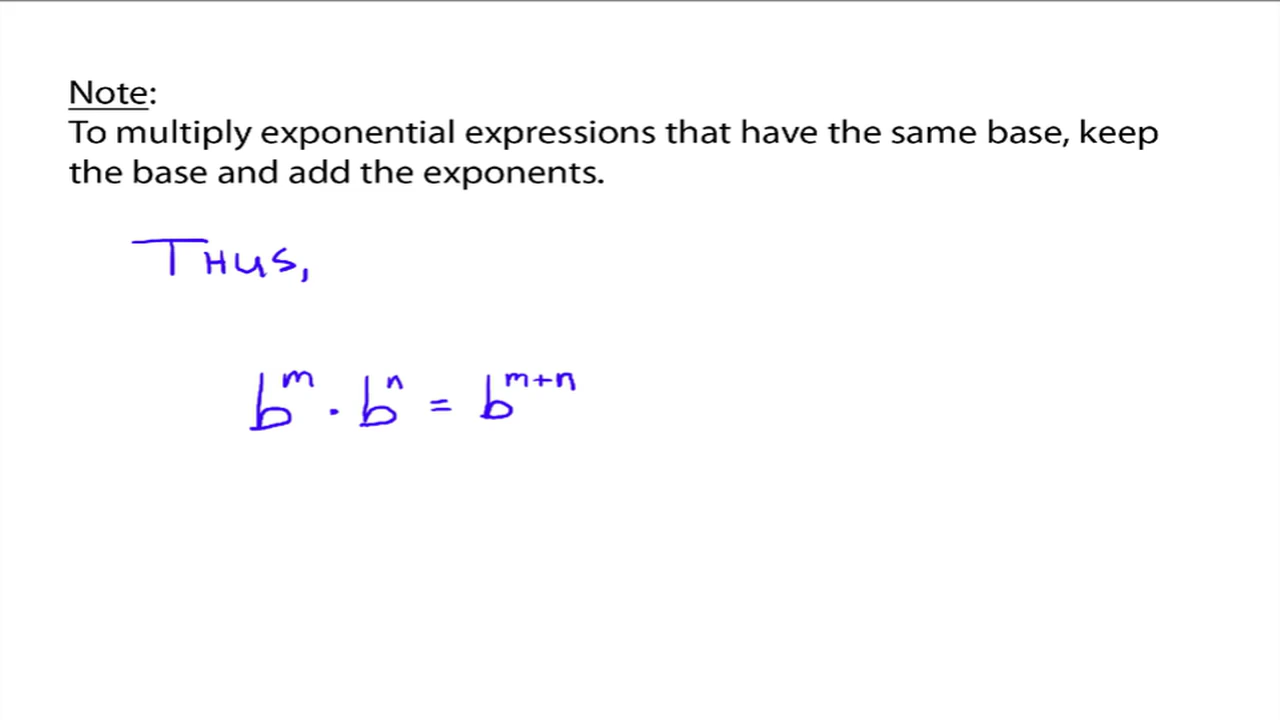 Note:
To multiply exponential expressions that have the same base, keep
the base and add the exponents.
THUS,
b^m · b^n = b^{m+n}